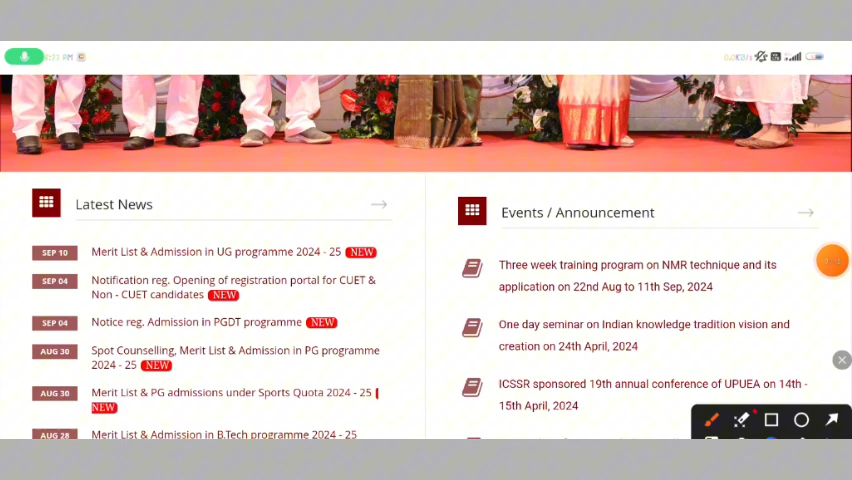 Latest News
SEP 10 Merit List & Admission in UG programme 2024 - 25 NEW
SEP 04 Notification reg. Opening of registration portal for CUET &
Non - CUET candidates NEW
SEP 04 Notice reg. Admission in PGDT programme NEW
AUG 30 Spot Counselling, Merit List & Admission in PG programme
2024 - 25 NEW
AUG 30 Merit List & PG admissions under Sports Quota 2024 - 25
NEW
AUG 28 Merit List & Admission in B.Tech programme 2024 - 25
Events / Announcement
Three week training program on NMR technique and its
application on 22nd Aug to 11th Sep, 2024
One day seminar on Indian knowledge tradition vision and
creation on 24th April, 2024
ICSSR sponsored 19th annual conference of UPUEA on 14th -
15th April, 2024